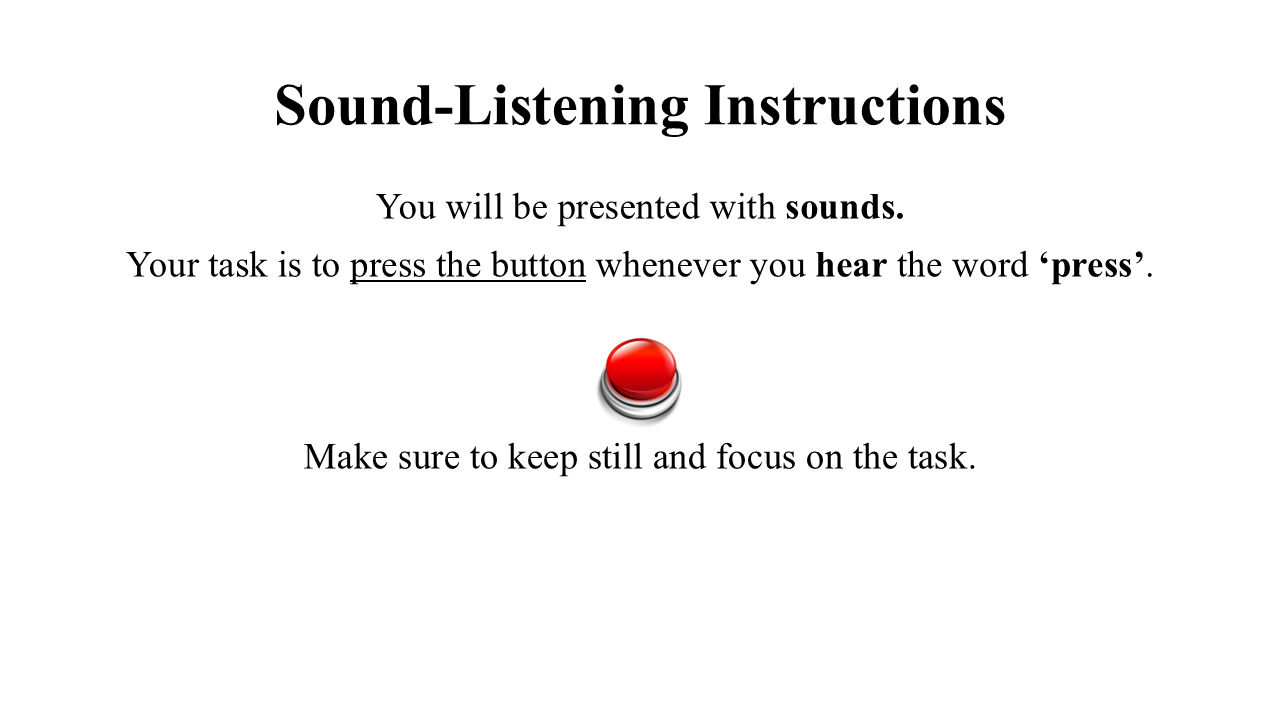 Sound-Listening Instructions
You will be presented with sounds.
Your task is to press the button whenever you hear the word ‘press’.
Make sure to keep still and focus on the task.